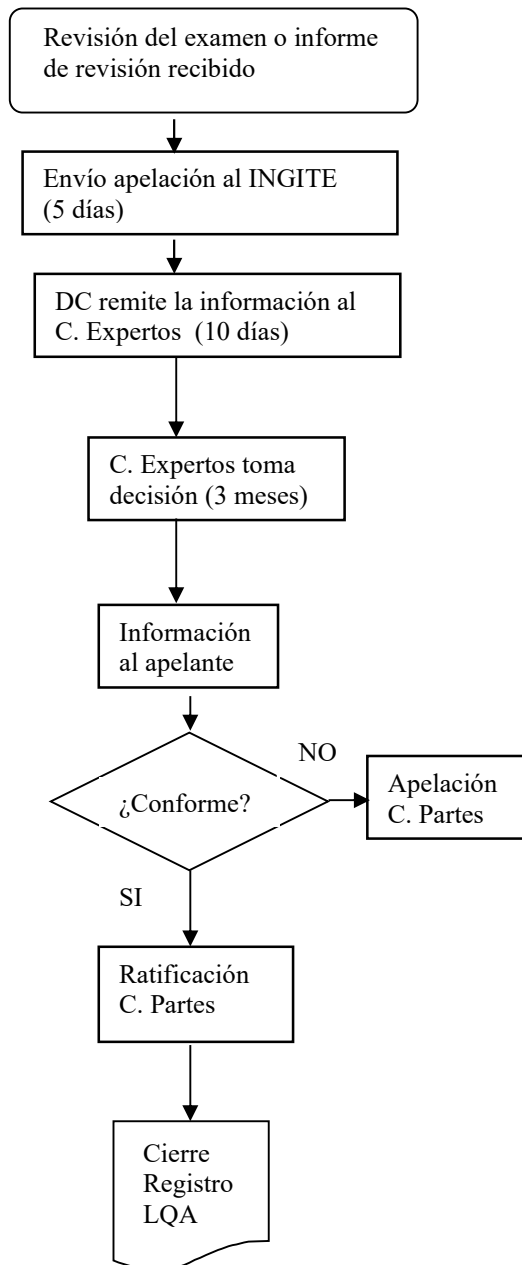 Revisión del examen o informe
de revisión recibido
Envío apelación al INGITE
(5 días)
DC remite la información al
C. Expertos (10 días)
C. Expertos toma
decisión (3 meses)
Información
al apelante
NO
¿Conforme?
Apelación
C. Partes
SI
Ratificación
C. Partes
Cierre
Registro
LQA